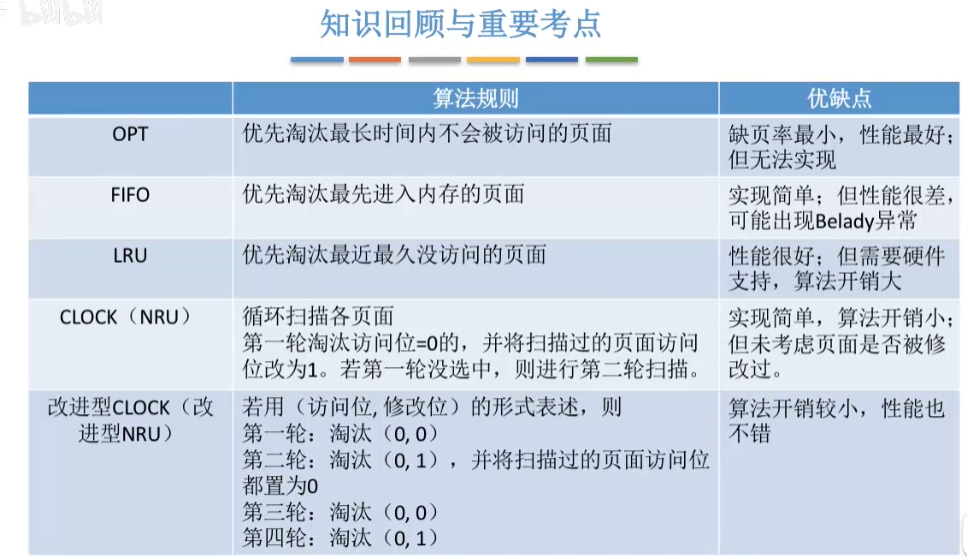 知识回顾与重要考点
算法规则
优缺点
OPT
优先淘汰最长时间内不会被访问的页面
缺页率最小，性能最好；
但无法实现
FIFO
优先淘汰最先进入内存的页面
实现简单；但性能很差，
可能出现Belady异常
LRU
优先淘汰最近最久没访问的页面
性能很好；但需要硬件
支持，算法开销大
CLOCK（NRU）
循环扫描各页面
第一轮淘汰访问位=0的，并将扫描过的页面访问
位改为1。若第一轮没选中，则进行第二轮扫描。
实现简单，算法开销小；
但未考虑页面是否被修
改过。
改进型CLOCK（改
进型NRU）
若用（访问位, 修改位）的形式表述，则
第一轮：淘汰（0, 0）
第二轮：淘汰（0, 1），并将扫描过的页面访问位
都置为0
第三轮：淘汰（0, 0）
第四轮：淘汰（0, 1）
算法开销较小，性能也
不错